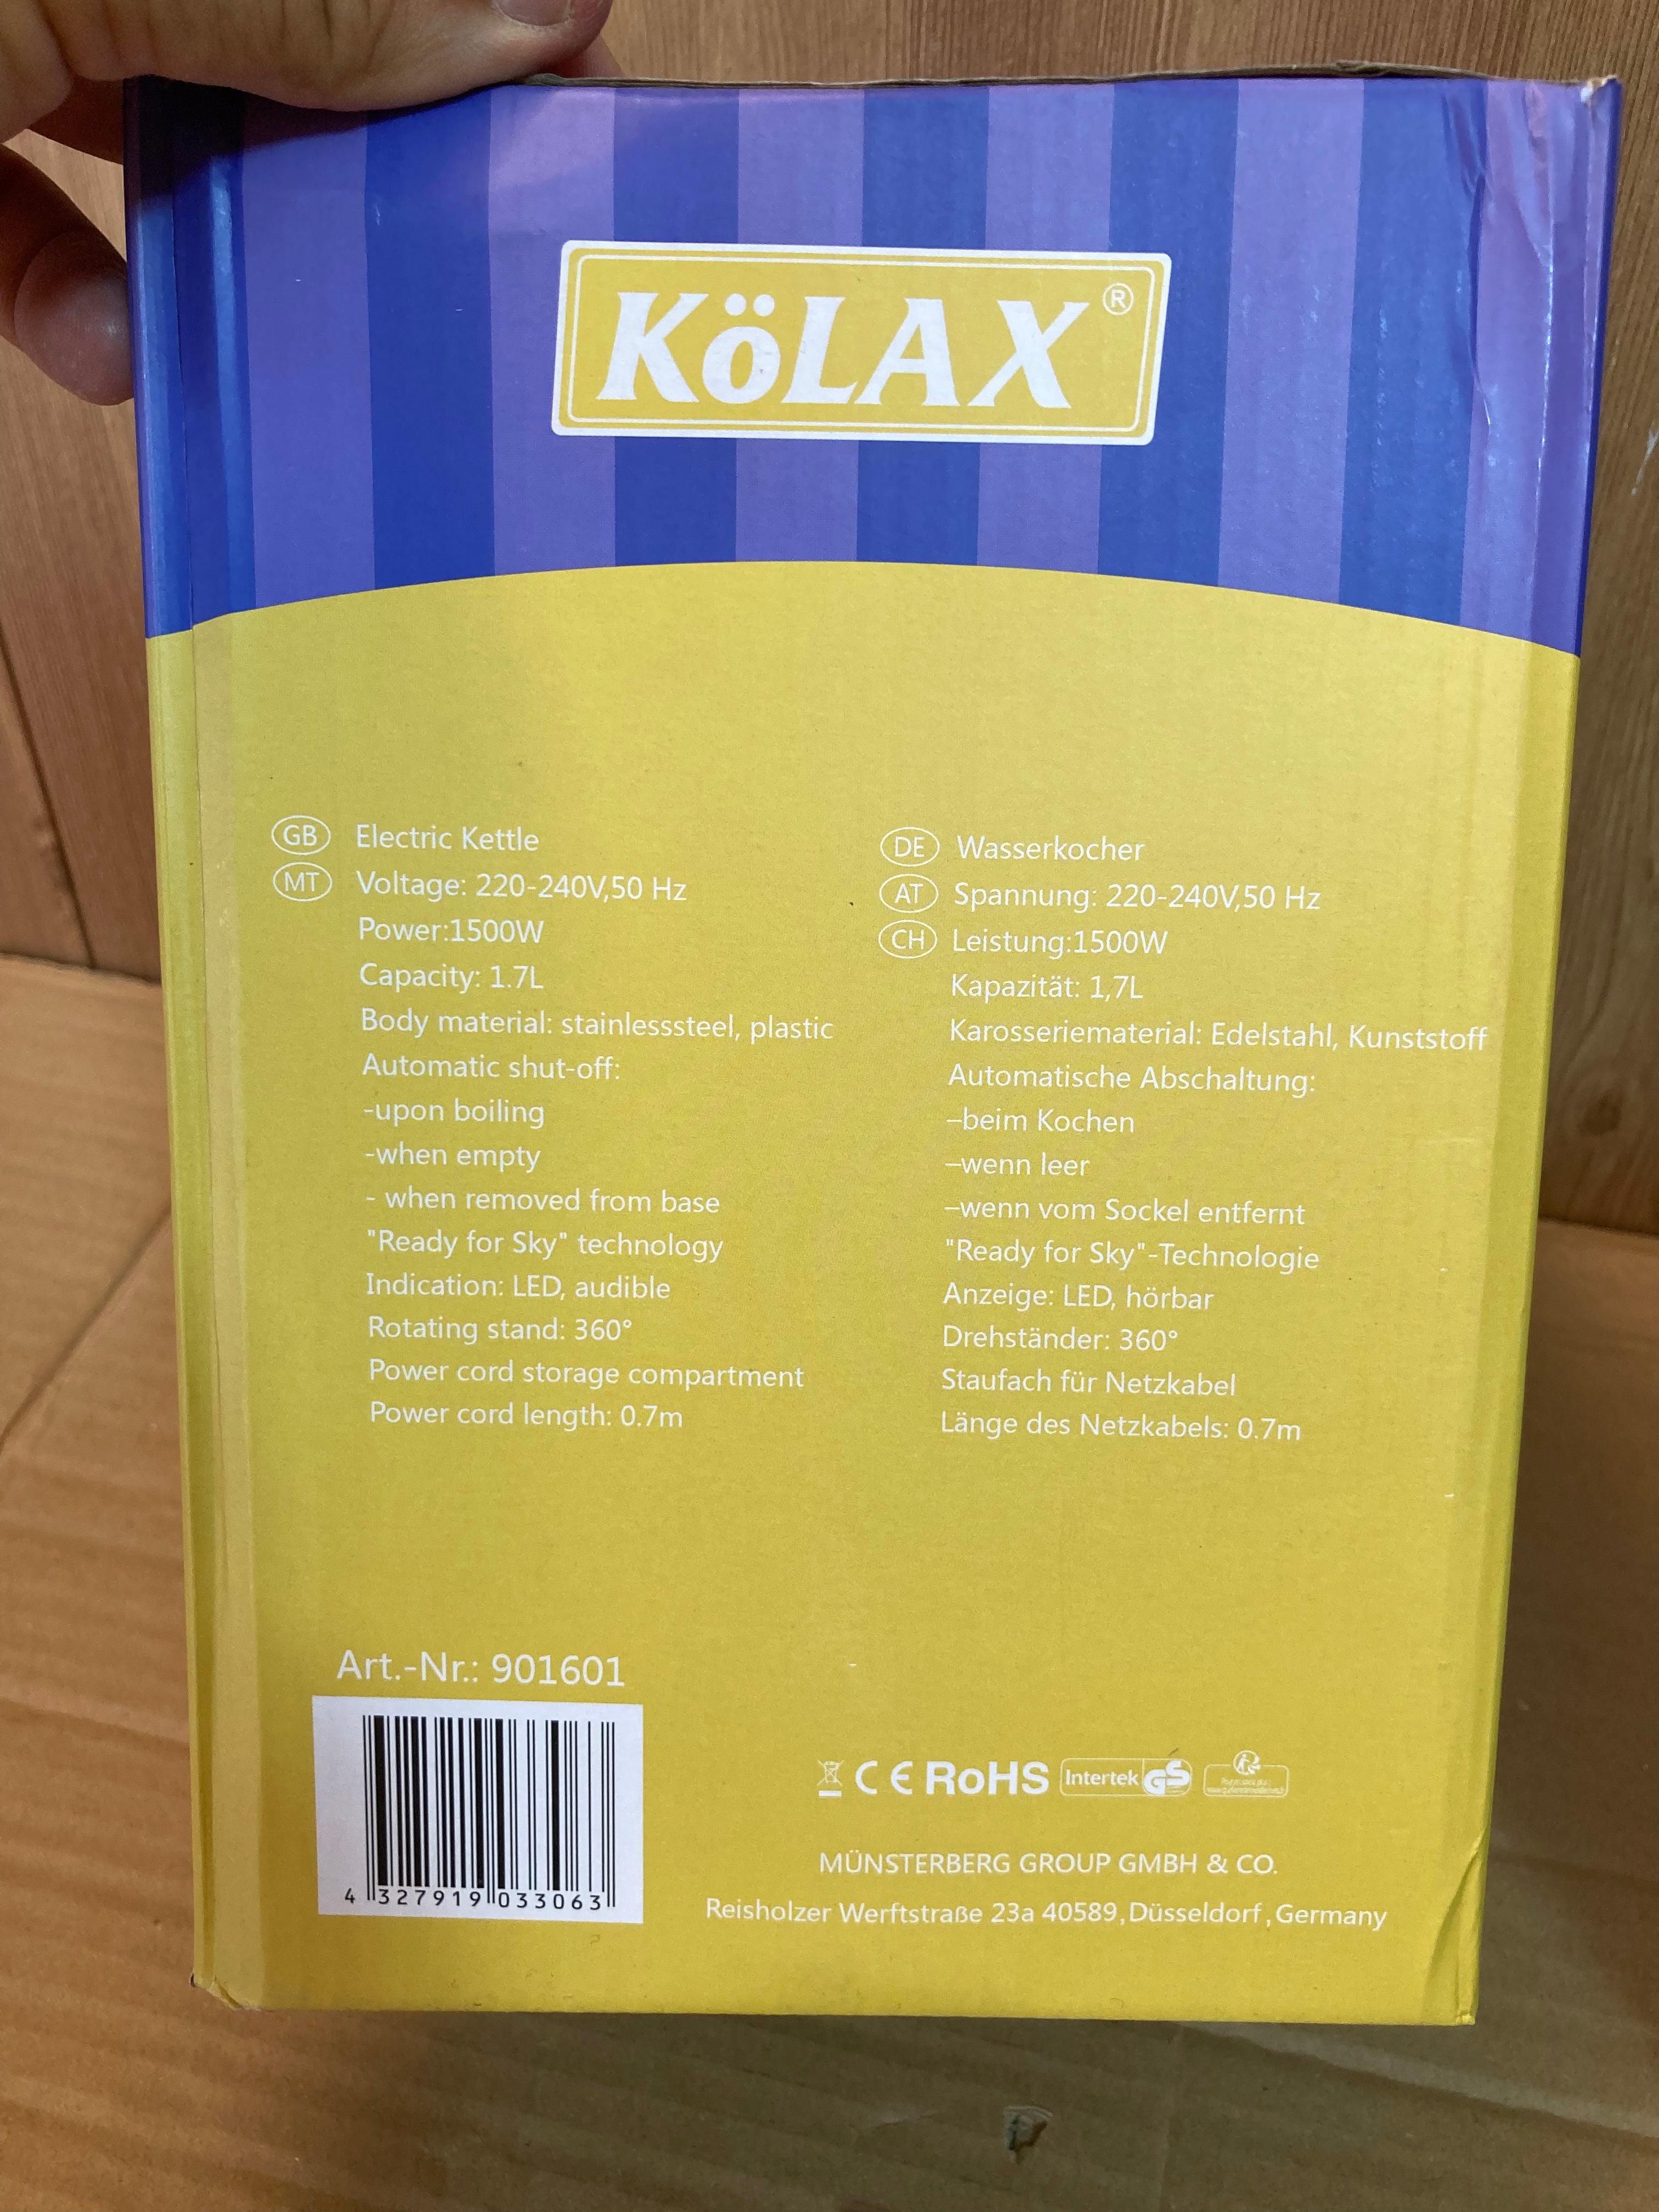 KöLAX®
GB Electric Kettle
MT Voltage: 220-240V,50 Hz
Power:1500W
Capacity: 1.7L
Body material: stainlesssteel, plastic
Automatic shut-off:
-upon boiling
-when empty
- when removed from base
"Ready for Sky" technology
Indication: LED, audible
Rotating stand: 360°
Power cord storage compartment
Power cord length: 0.7m
DE Wasserkocher
AT Spannung: 220-240V,50 Hz
CH Leistung:1500W
Kapazität: 1,7L
Karosseriematerial: Edelstahl, Kunststoff
Automatische Abschaltung:
–beim Kochen
–wenn leer
–wenn vom Sockel entfernt
"Ready for Sky"-Technologie
Anzeige: LED, hörbar
Drehständer: 360°
Staufach für Netzkabel
Länge des Netzkabels: 0.7m
Art.-Nr.: 901601
4 327919 033063
CE RoHS Intertek GS
MÜNSTERBERG GROUP GMBH & CO.
Reisholzer Werftstraße 23a 40589,Düsseldorf,Germany